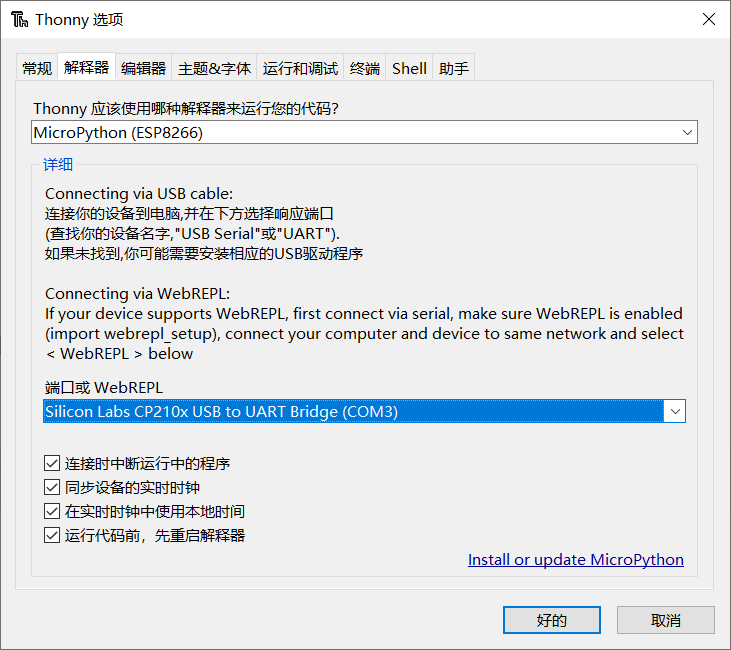 Thonny 选项
常规 解释器 编辑器 主题&字体 运行和调试 终端 Shell 助手
Thonny 应该使用哪种解释器来运行您的代码?
MicroPython (ESP8266)
详细
Connecting via USB cable:
连接你的设备到电脑,并在下方选择响应端口
(查找你的设备名字,"USB Serial"或"UART").
如果未找到,你可能需要安装相应的USB驱动程序
Connecting via WebREPL:
If your device supports WebREPL, first connect via serial, make sure WebREPL is enabled
(import webrepl_setup), connect your computer and device to same network and select
< WebREPL > below
端口或 WebREPL
Silicon Labs CP210x USB to UART Bridge (COM3)
连接时中断运行中的程序
同步设备的实时时钟
在实时时钟中使用本地时间
运行代码前，先重启解释器
Install or update MicroPython
好的 取消